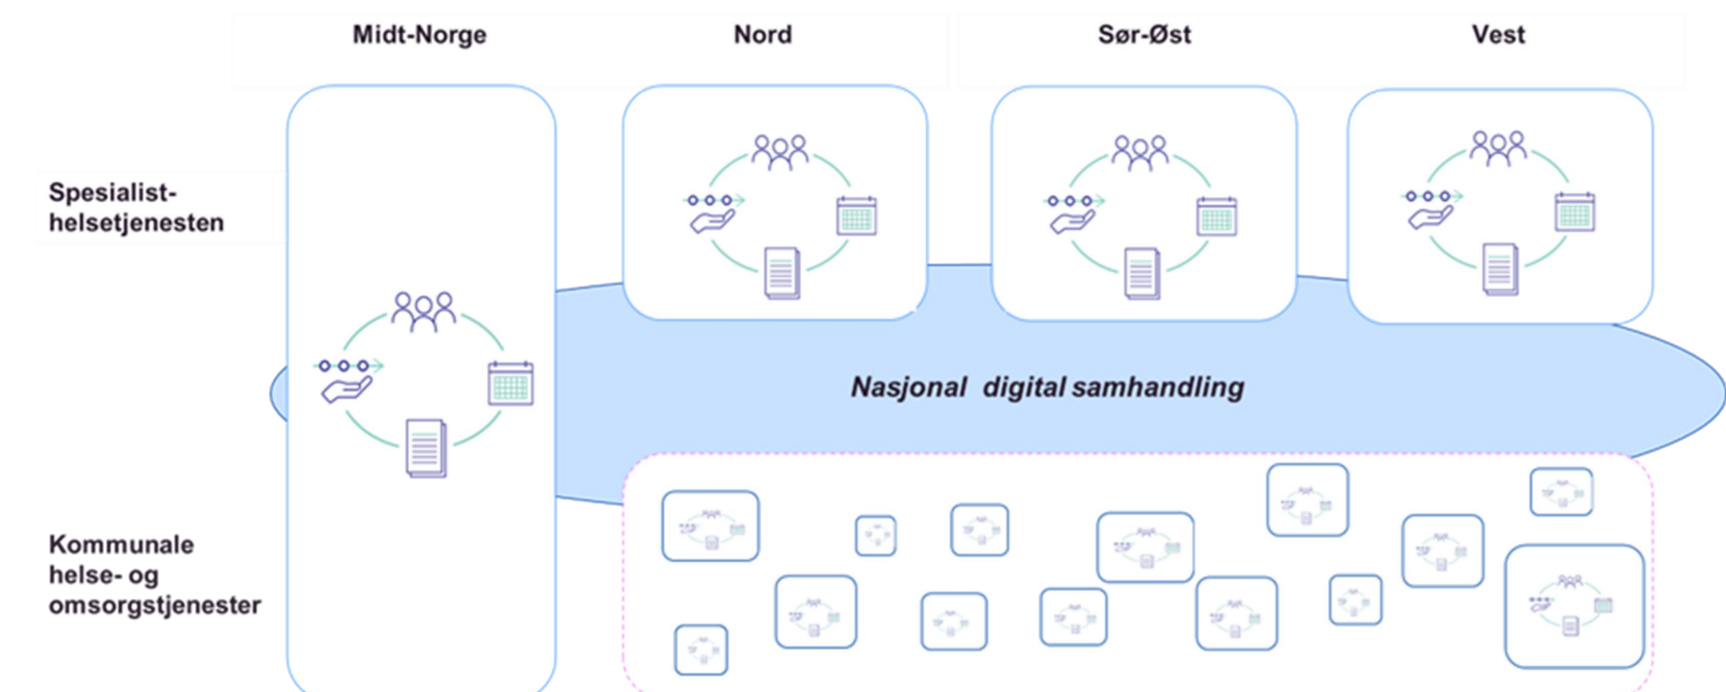 Midt-Norge
Nord
Sør-Øst
Vest
Spesialist-
helsetjenesten
Nasjonal digital samhandling
Kommunale
helse- og
omsorgstjenester